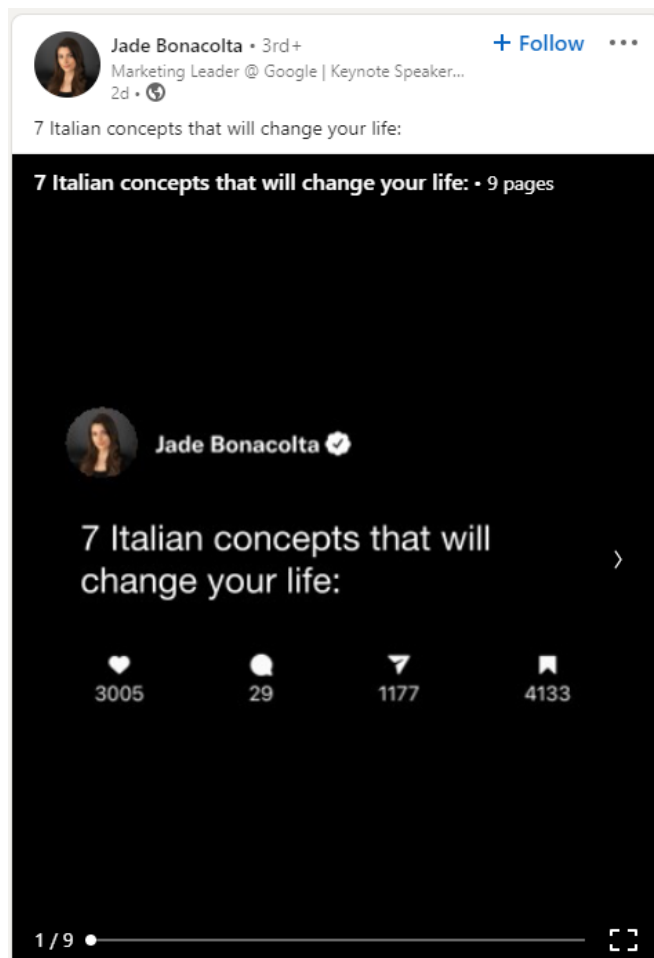 Jade Bonacolta • 3rd+
+ Follow
Marketing Leader @ Google | Keynote Speaker...
2d •
7 Italian concepts that will change your life:
7 Italian concepts that will change your life: • 9 pages
Jade Bonacolta
7 Italian concepts that will
change your life:
3005 29 1177 4133
1 / 9